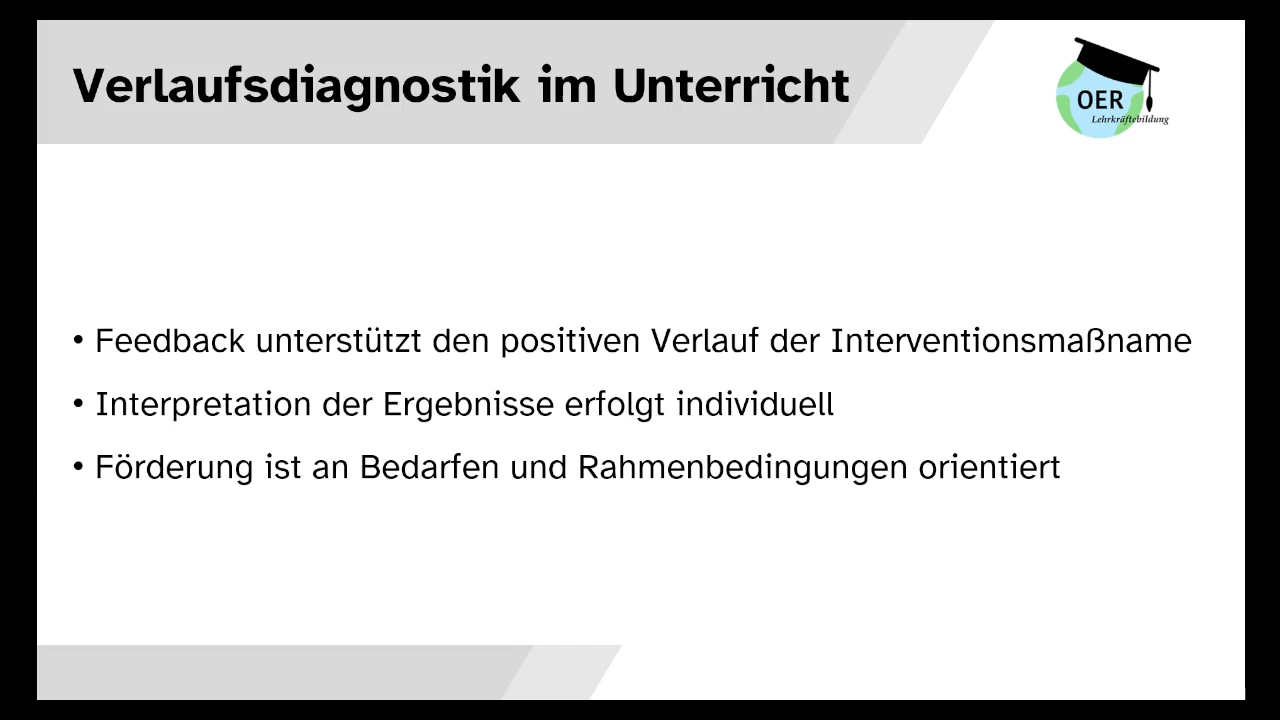 Verlaufsdiagnostik im Unterricht
OER
Lehrkräftebildung
• Feedback unterstützt den positiven Verlauf der Interventionsmaßname
• Interpretation der Ergebnisse erfolgt individuell
• Förderung ist an Bedarfen und Rahmenbedingungen orientiert